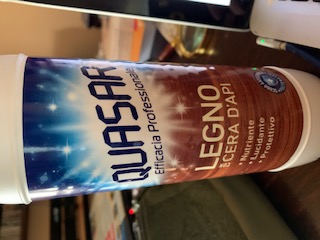 QUASAR
Efficacia Professionale
LEGNO
CERA D'API
• Nutriente
• Lucidante
• Protettivo